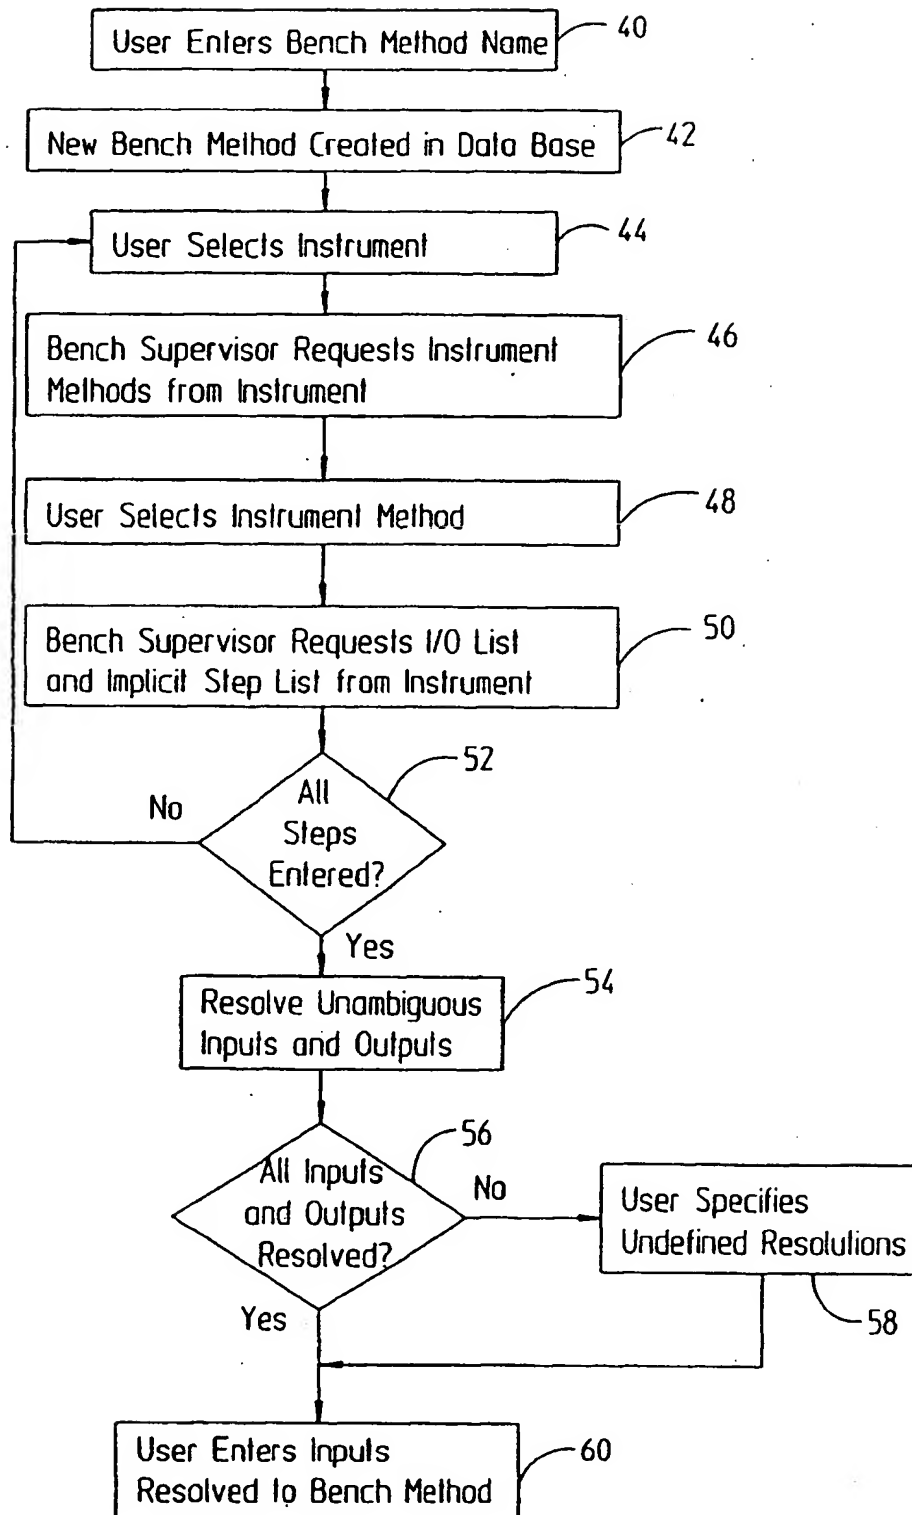 User Enters Bench Method Name
40
New Bench Method Created in Data Base
42
User Selects Instrument
44
Bench Supervisor Requests Instrument
Methods from Instrument
46
User Selects Instrument Method
48
Bench Supervisor Requests I/O List
and Implicit Step List from Instrument
50
52
All
Steps
Entered?
No
Yes
Resolve Unambiguous
Inputs and Outputs
54
56
All Inputs
and Outputs
Resolved?
No
User Specifies
Undefined Resolutions
58
Yes
User Enters Inputs
Resolved to Bench Method
60